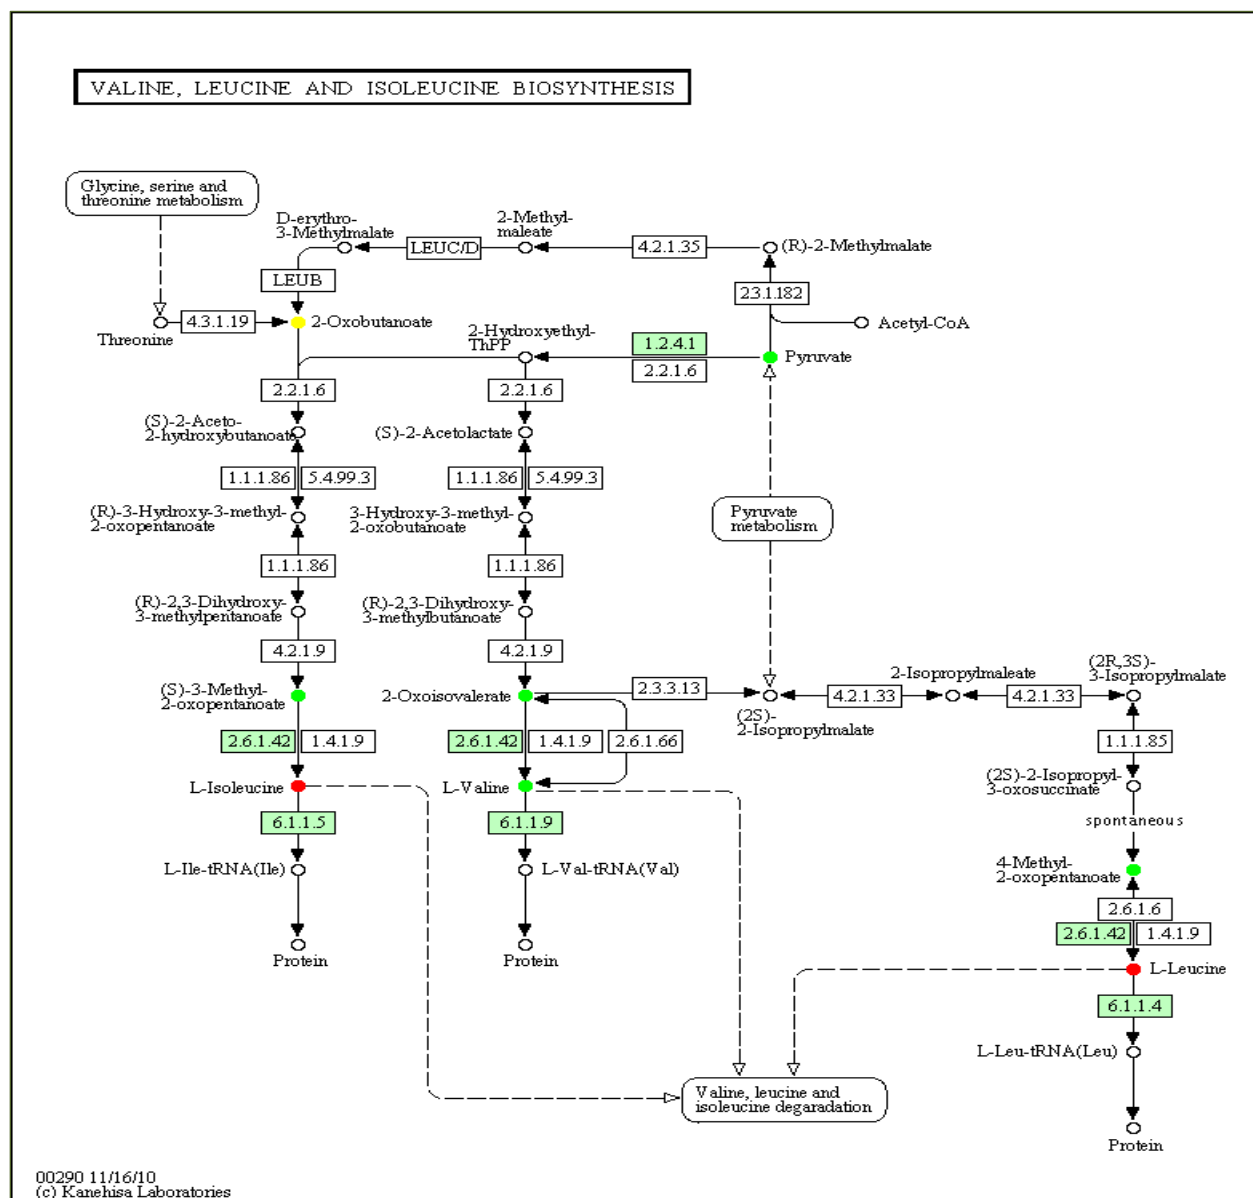 VALINE, LEUCINE AND ISOLEUCINE BIOSYNTHESIS
Glycine, serine and
threonine metabolism
D-erythro-
3-Methylmalate
2-Methyl-
maleate
LEUC/D
4.2.1.35
(R)-2-Methylmalate
LEUB
2.3.1.182
Threonine
4.3.1.19
2-Oxobutanoate
2-Hydroxyethyl-
ThPP
Acetyl-CoA
1.2.4.1
Pyruvate
2.2.1.6
2.2.1.6
2.2.1.6
(S)-2-Aceto-
2-hydroxybutanoate
(S)-2-Acetolactate
1.1.1.86
5.4.99.3
1.1.1.86
5.4.99.3
(R)-3-Hydroxy-3-methyl-
2-oxopentanoate
3-Hydroxy-3-methyl-
2-oxobutanoate
Pyruvate
metabolism
1.1.1.86
1.1.1.86
(R)-2,3-Dihydroxy-
3-methylpentanoate
(R)-2,3-Dihydroxy-
3-methylbutanoate
4.2.1.9
4.2.1.9
(S)-3-Methyl-
2-oxopentanoate
2-Oxoisovalerate
2.3.3.13
(2S)-
2-Isopropylmalate
4.2.1.33
2-Isopropylmaleate
4.2.1.33
(2R,3S)-
3-Isopropylmalate
2.6.1.42
1.4.1.9
2.6.1.42
1.4.1.9
2.6.1.66
1.1.1.85
L-Isoleucine
L-Valine
(2S)-2-Isopropyl-
3-oxosuccinate
6.1.1.5
6.1.1.9
spontaneous
L-Ile-tRNA(Ile)
L-Val-tRNA(Val)
4-Methyl-
2-oxopentanoate
2.6.1.6
2.6.1.42
1.4.1.9
Protein
Protein
L-Leucine
6.1.1.4
L-Leu-tRNA(Leu)
Valine, leucine and
isoleucine degaradation
Protein
00290 11/16/10
(c) Kanehisa Laboratories